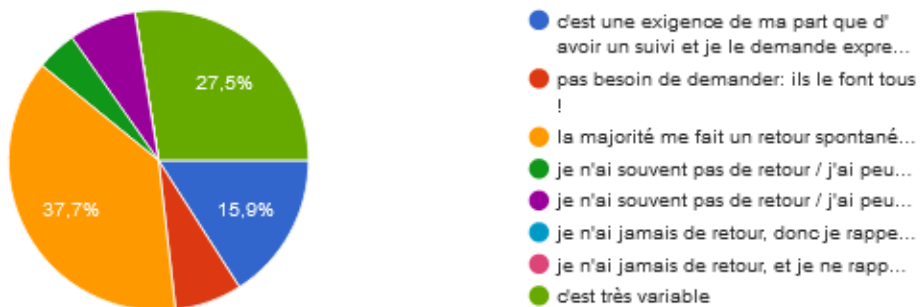 27,5%
37,7%
15,9%
c'est une exigence de ma part que d'
avoir un suivi et je le demande expre...
pas besoin de demander: ils le font tous
!
la majorité me fait un retour spontané...
je n'ai souvent pas de retour / j'ai peu...
je n'ai souvent pas de retour / j'ai peu...
je n'ai jamais de retour, donc je rappe...
je n'ai jamais de retour, et je ne rapp...
c'est très variable